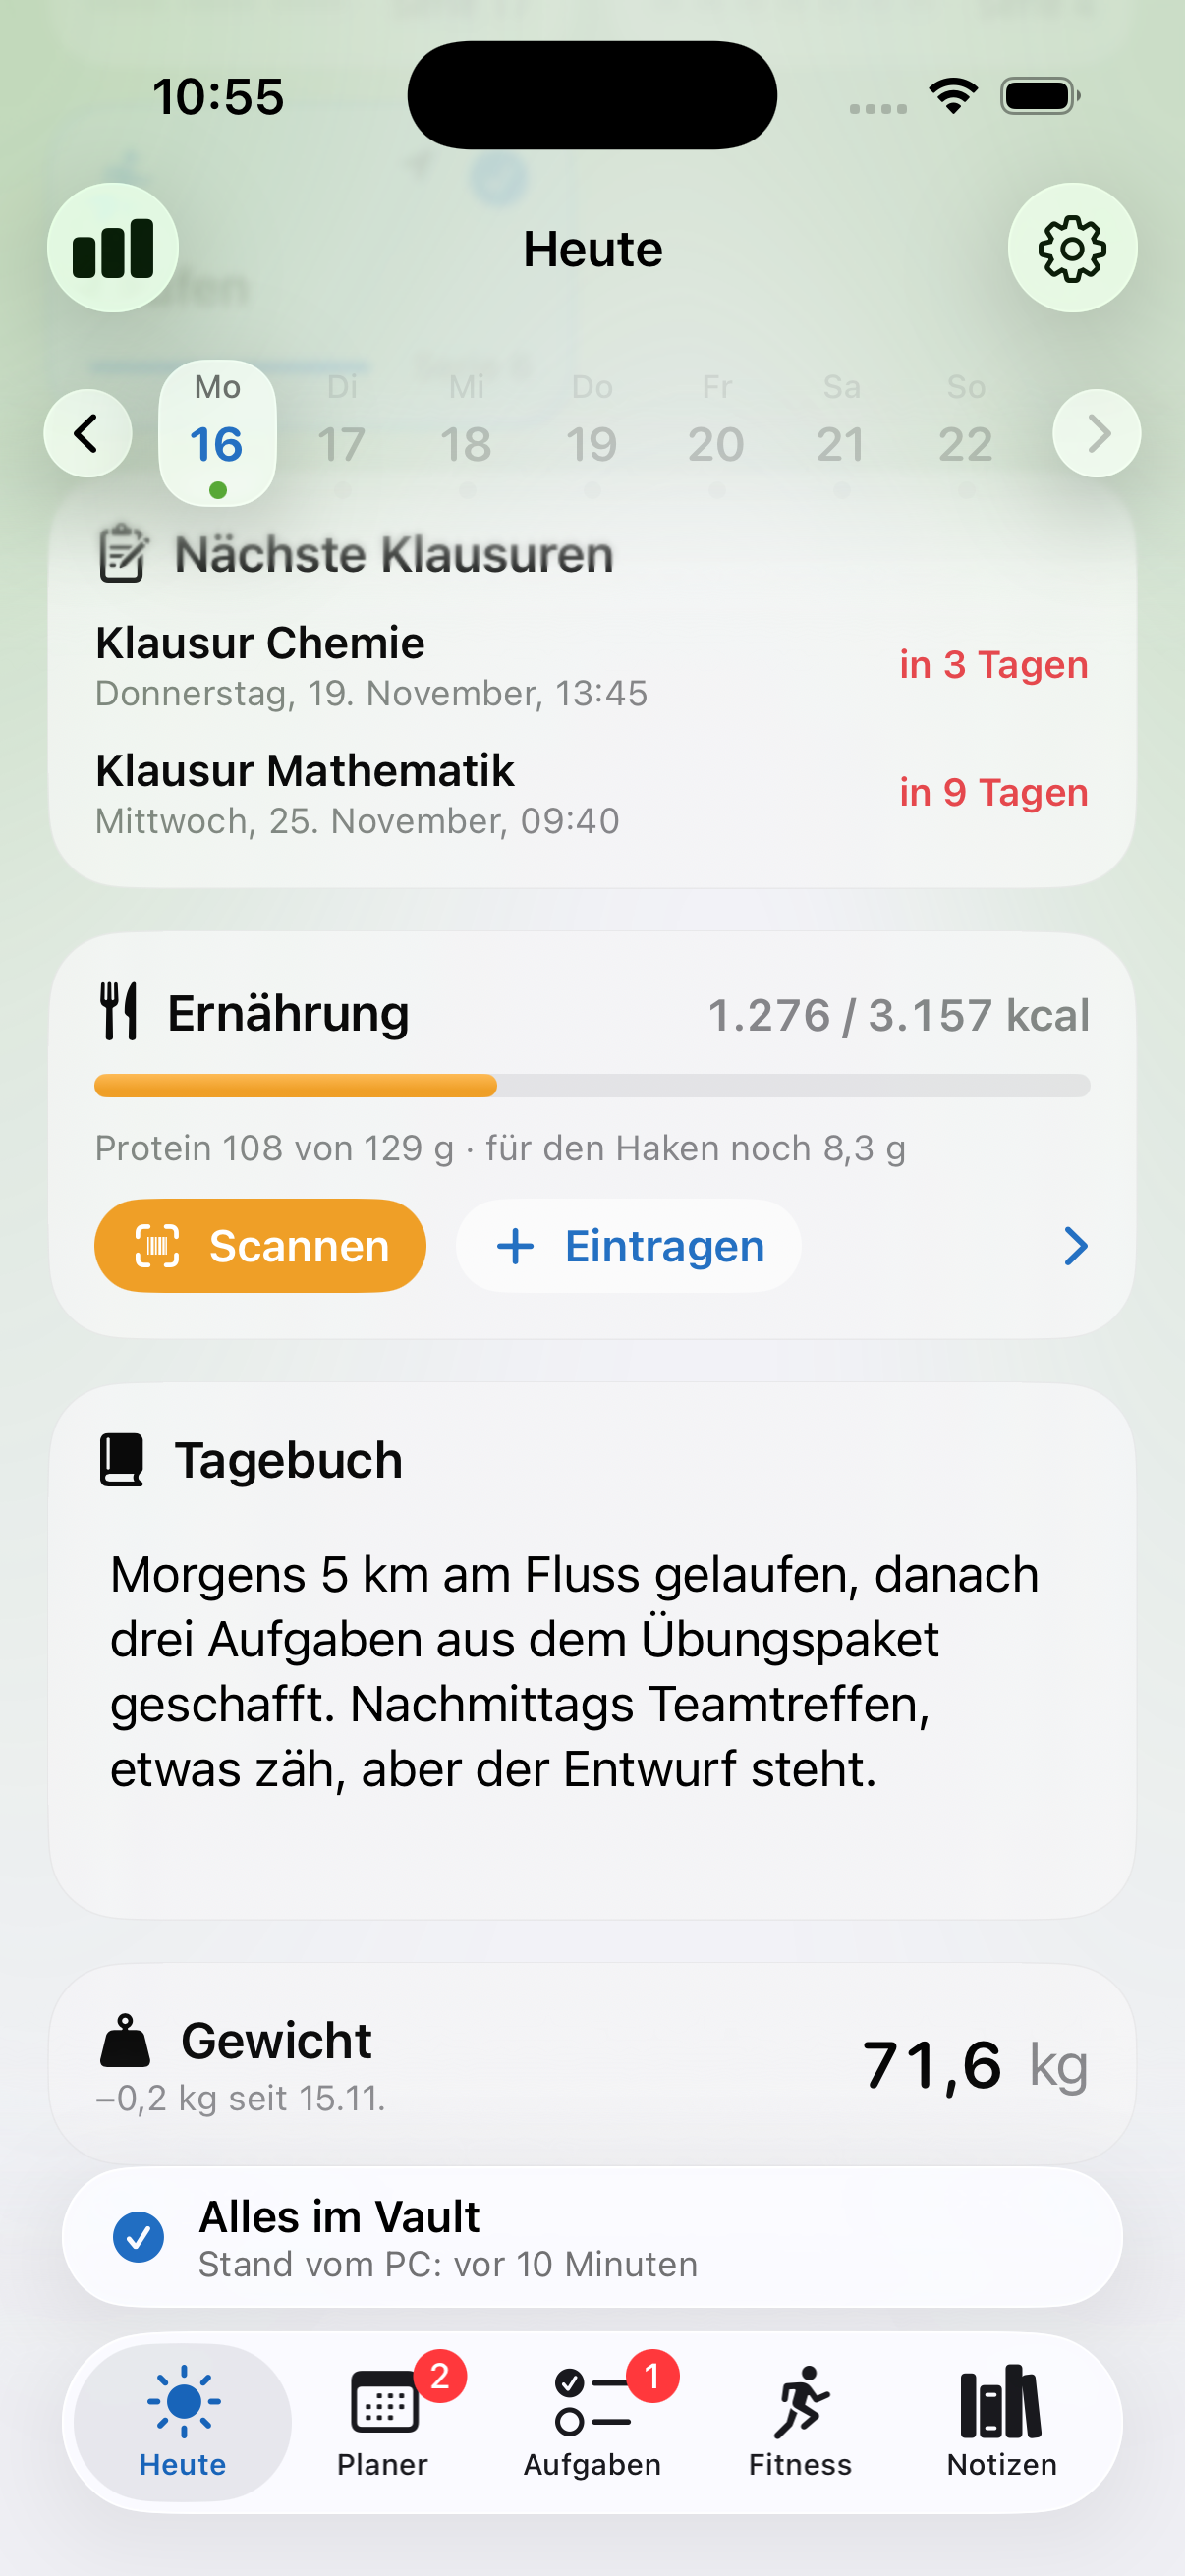 10:55
Heute
Mo Di Mi Do Fr Sa So
16 17 18 19 20 21 22
Nächste Klausuren
Klausur Chemie
Donnerstag, 19. November, 13:45
in 3 Tagen
Klausur Mathematik
Mittwoch, 25. November, 09:40
in 9 Tagen
Ernährung
1.276 / 3.157 kcal
Protein 108 von 129 g · für den Haken noch 8,3 g
Scannen
Eintragen
Tagebuch
Morgens 5 km am Fluss gelaufen, danach
drei Aufgaben aus dem Übungspaket
geschafft. Nachmittags Teamtreffen,
etwas zäh, aber der Entwurf steht.
Gewicht
71,6 kg
−0,2 kg seit 15.11.
Alles im Vault
Stand vom PC: vor 10 Minuten
2
1
Heute
Planer
Aufgaben
Fitness
Notizen